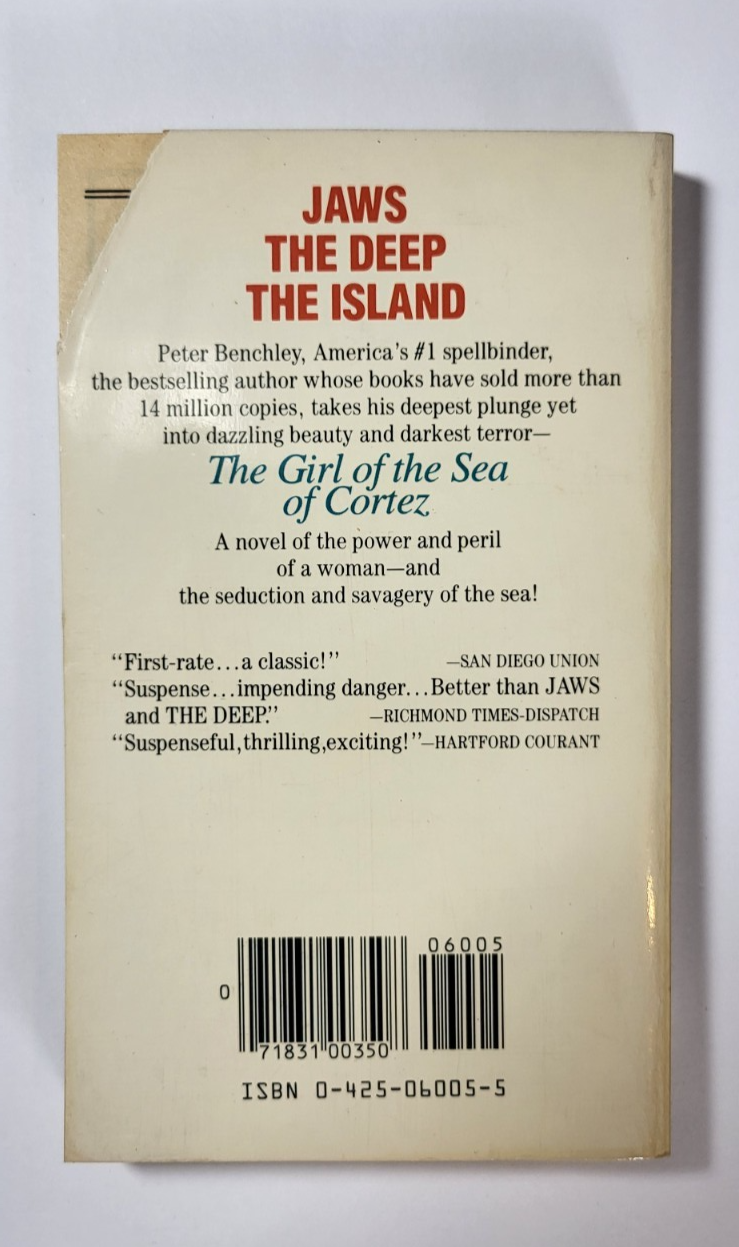 JAWS
THE DEEP
THE ISLAND
Peter Benchley, America's #1 spellbinder,
the bestselling author whose books have sold more than
14 million copies, takes his deepest plunge yet
into dazzling beauty and darkest terror—
The Girl of the Sea
of Cortez
A novel of the power and peril
of a woman—and
the seduction and savagery of the sea!
“First-rate...a classic!” —SAN DIEGO UNION
“Suspense...impending danger...Better than JAWS
and THE DEEP.” —RICHMOND TIMES-DISPATCH
“Suspenseful, thrilling, exciting!” —HARTFORD COURANT
06005
0
71831 00350
ISBN 0-425-06005-5